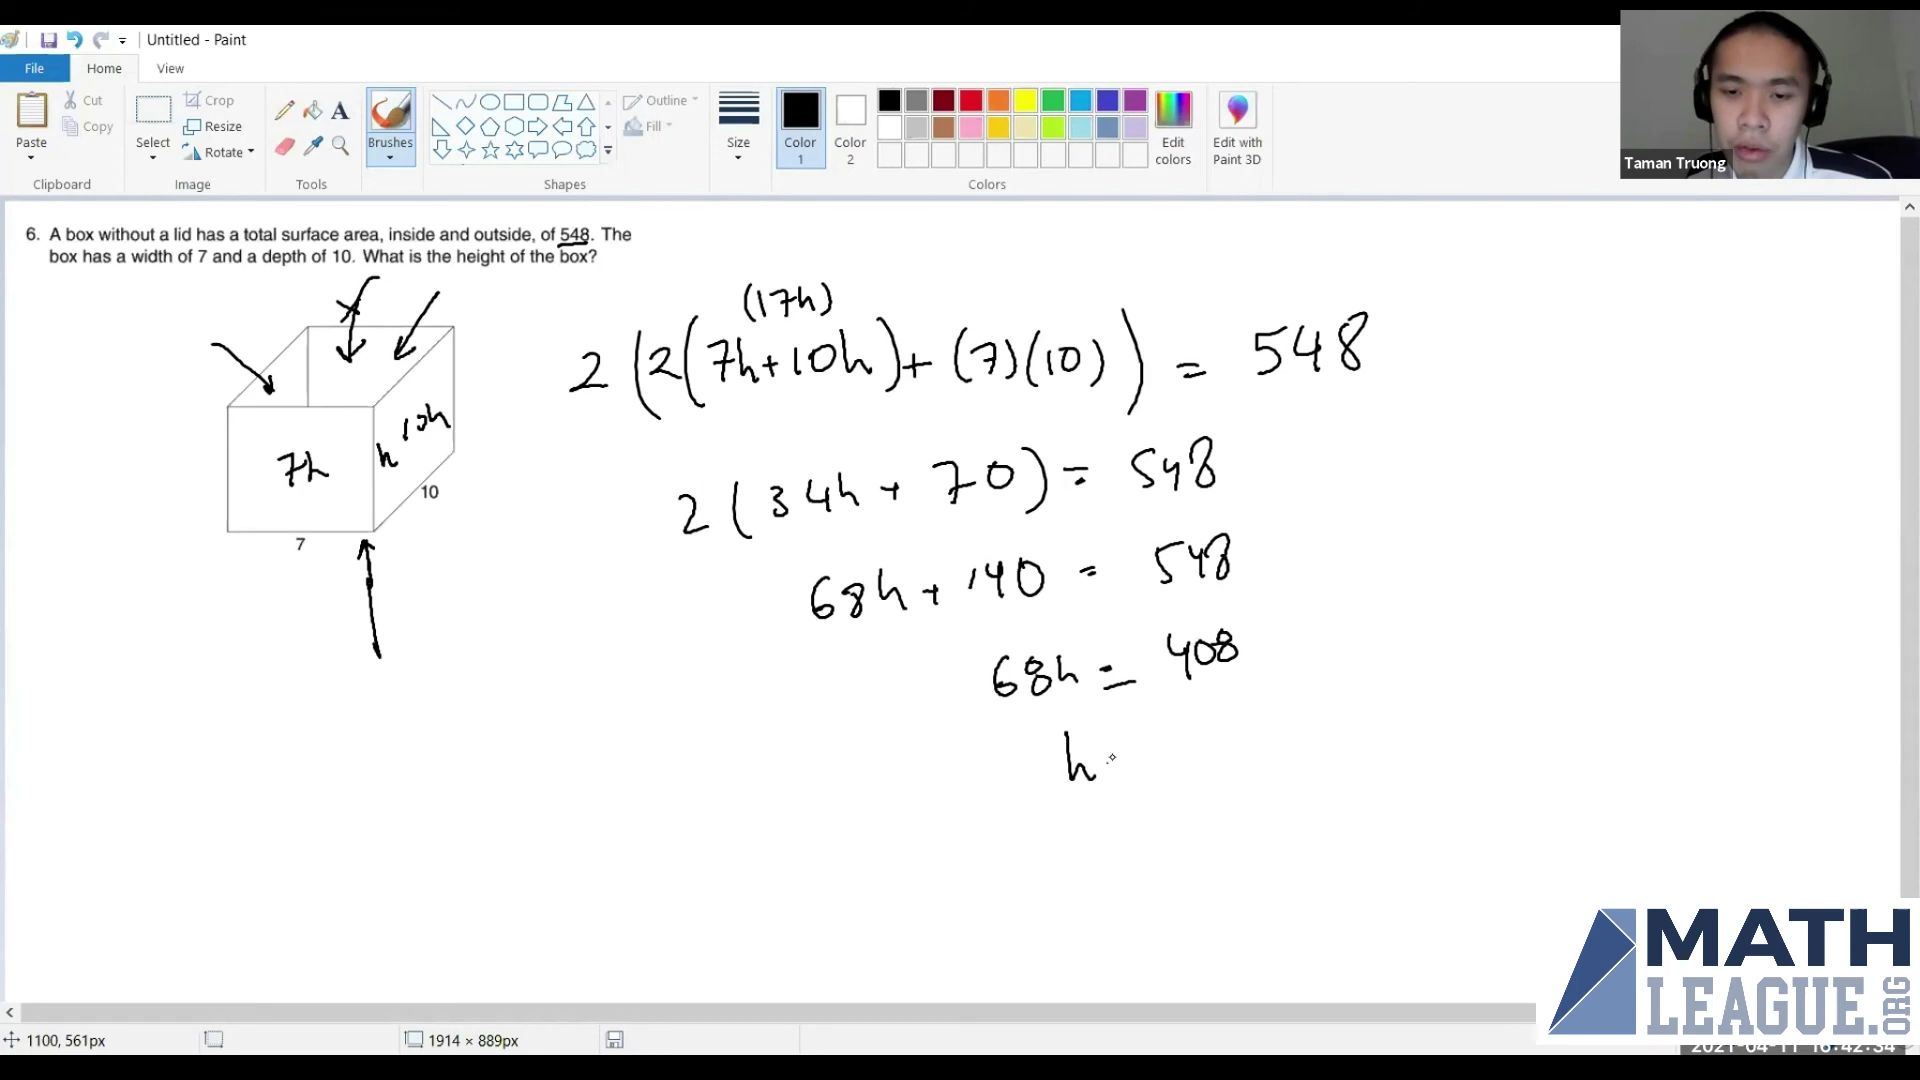 Untitled - Paint
File Home View
Paste
Cut
Copy
Clipboard
Select
Crop
Resize
Rotate
Image
A
Tools
Brushes
Outline
Fill
Shapes
Size
Color 1
Color 2
Colors
Edit colors
Edit with Paint 3D
Taman Truong
6. A box without a lid has a total surface area, inside and outside, of 548. The
box has a width of 7 and a depth of 10. What is the height of the box?
7h
h
10h
10
7
(17h)
2(2(7h+10h)+(7)(10)) = 548
2(34h + 70) = 548
68h + 140 = 548
68h = 408
h
MATH
LEAGUE.ORG
1100, 561px
1914 × 889px